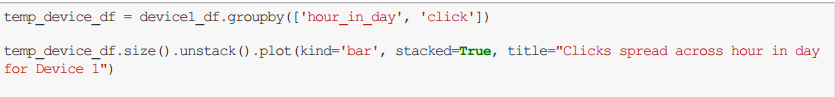 temp_device_df = device1_df.groupby(['hour_in_day', 'click'])
temp_device_df.size().unstack().plot(kind='bar', stacked=True, title="Clicks spread across hour in day
for Device 1")